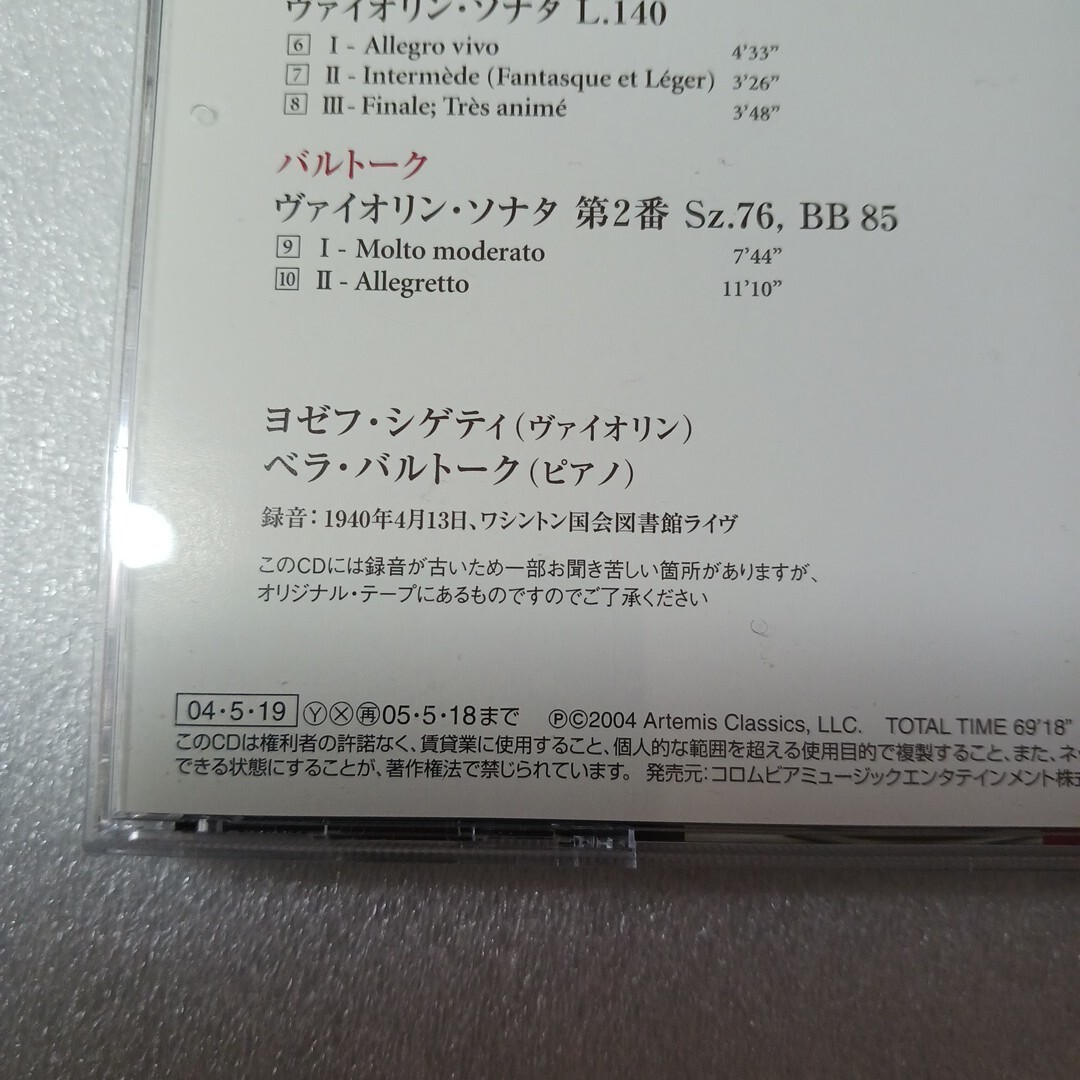 ヴァイオリン・ソナタ L.140
6 I - Allegro vivo 4'33"
7 II - Intermède (Fantasque et Léger) 3'26"
8 III - Finale; Très animé 3'48"
バルトーク
ヴァイオリン・ソナタ 第2番 Sz.76, BB 85
9 I - Molto moderato 7'44"
10 II - Allegretto 11'10"
ヨゼフ・シゲティ(ヴァイオリン)
ベラ・バルトーク(ピアノ)
録音:1940年4月13日、ワシントン国会図書館ライヴ
このCDには録音が古いため一部お聞き苦しい箇所がありますが、
オリジナル・テープにあるものですのでご了承ください
04・5・19 Ⓨ Ⓧ 再 05・5・18まで ℗©2004 Artemis Classics, LLC. TOTAL TIME 69'18"
このCDは権利者の許諾なく、賃貸業に使用すること、個人的な範囲を超える使用目的で複製すること、また、ネッ
できる状態にすることが、著作権法で禁じられています。 発売元:コロムビアミュージックエンタテインメント株式